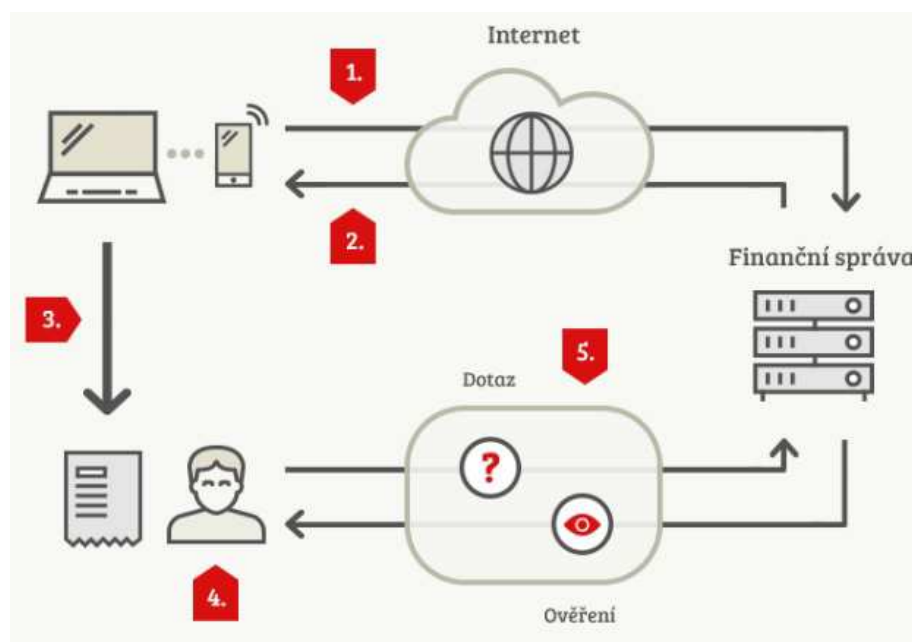 Internet
1.
2.
Finanční správa
3.
5.
Dotaz
?
4.
Ověření